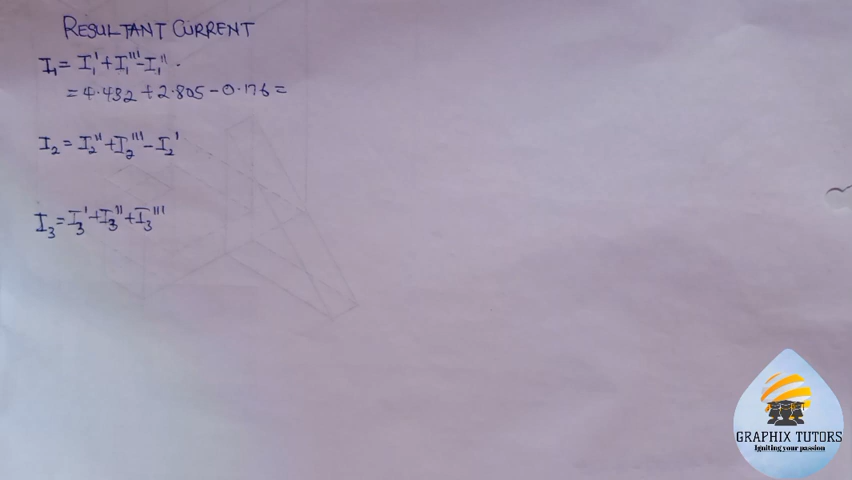 RESULTANT CURRENT
I₁ = I₁' + I₁''' - I₁''.
= 4.432 + 2.805 - 0.176 =
I₂ = I₂'' + I₂''' - I₂'
I₃ = I₃' + I₃'' + I₃'''
GRAPHIX TUTORS
Igniting your passion